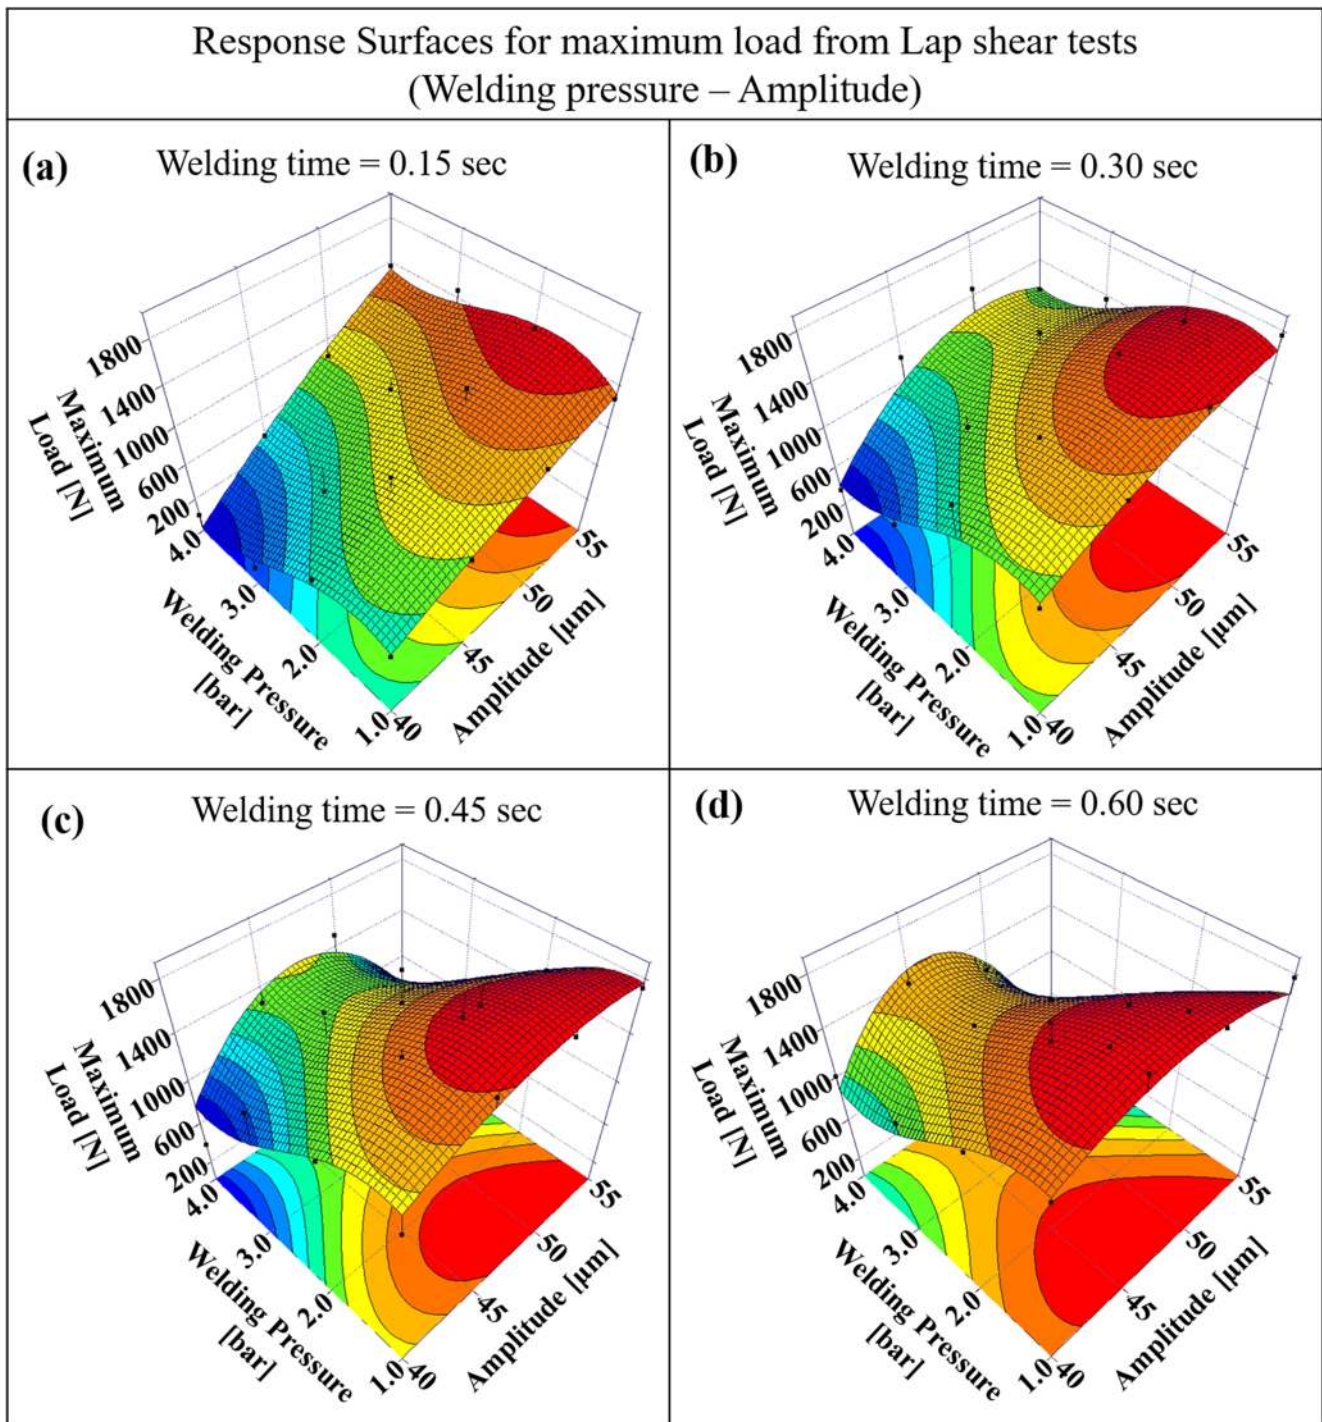 Response Surfaces for maximum load from Lap shear tests
(Welding pressure – Amplitude)
(a)
Welding time = 0.15 sec
1800
1400
1000
600
200
Maximum
Load [N]
4.0
3.0
2.0
1.0
Welding Pressure
[bar]
40
45
50
55
Amplitude [μm]
(b)
Welding time = 0.30 sec
1800
1400
1000
600
200
Maximum
Load [N]
4.0
3.0
2.0
1.0
Welding Pressure
[bar]
40
45
50
55
Amplitude [μm]
(c)
Welding time = 0.45 sec
1800
1400
1000
600
200
Maximum
Load [N]
4.0
3.0
2.0
1.0
Welding Pressure
[bar]
40
45
50
55
Amplitude [μm]
(d)
Welding time = 0.60 sec
1800
1400
1000
600
200
Maximum
Load [N]
4.0
3.0
2.0
1.0
Welding Pressure
[bar]
40
45
50
55
Amplitude [μm]